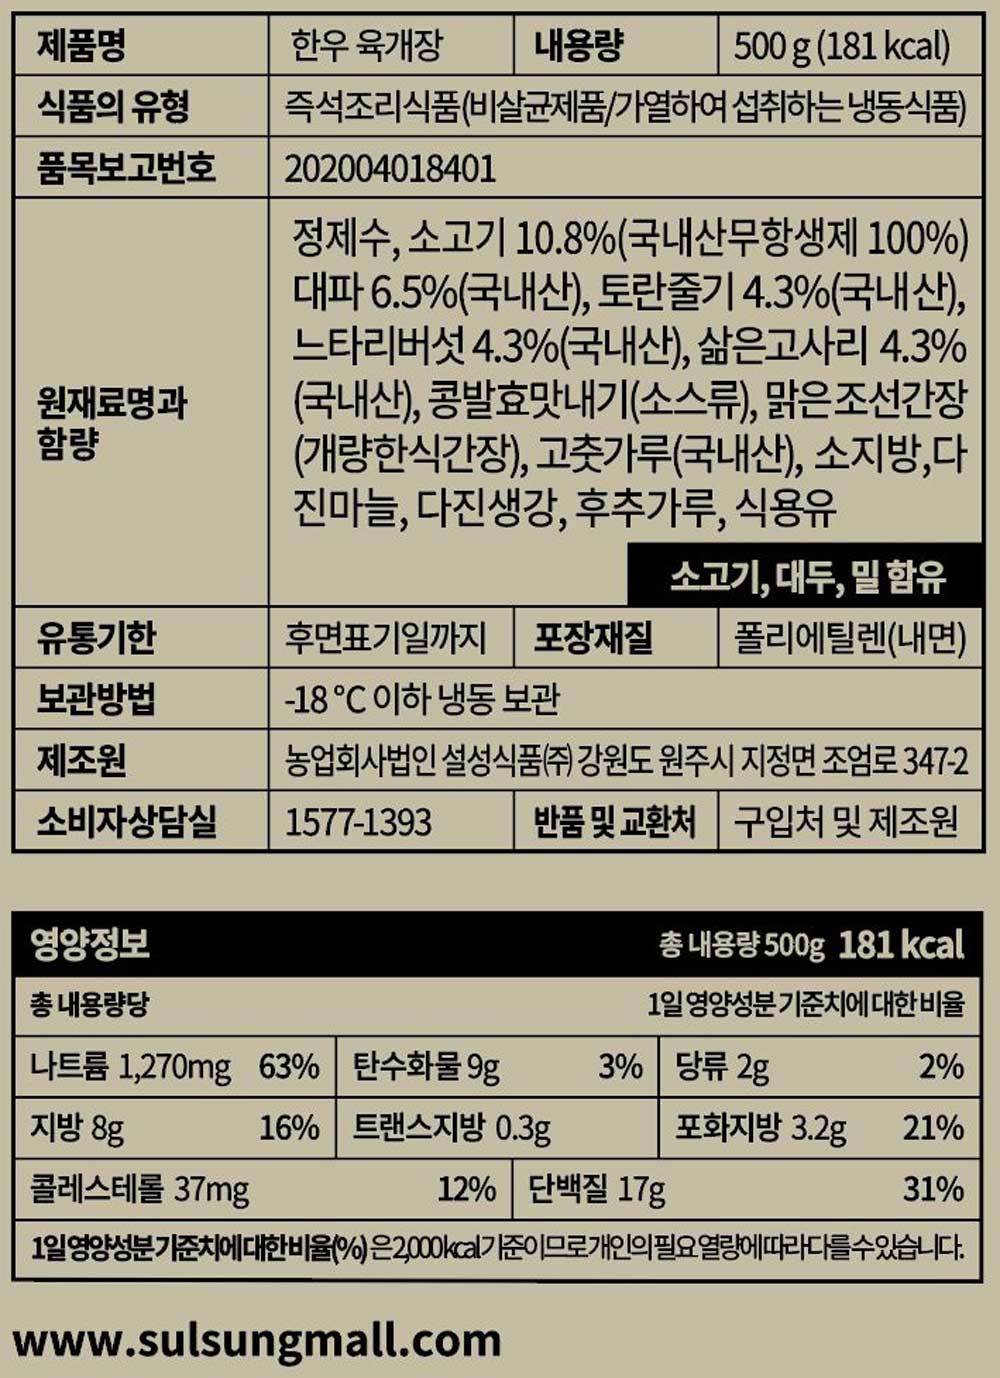 제품명 한우 육개장 내용량 500 g (181 kcal)
식품의 유형 즉석조리식품(비살균제품/가열하여 섭취하는 냉동식품)
품목보고번호 202004018401
원재료명과
함량
정제수, 소고기 10.8%(국내산무항생제 100%)
대파 6.5%(국내산), 토란줄기 4.3%(국내산),
느타리버섯 4.3%(국내산), 삶은고사리 4.3%
(국내산), 콩발효맛내기(소스류), 맑은조선간장
(개량한식간장), 고춧가루(국내산), 소지방,다
진마늘, 다진생강, 후추가루, 식용유
소고기, 대두, 밀 함유
유통기한 후면표기일까지 포장재질 폴리에틸렌(내면)
보관방법 -18 °C 이하 냉동 보관
제조원 농업회사법인 설성식품㈜ 강원도 원주시 지정면 조엄로 347-2
소비자상담실 1577-1393 반품 및 교환처 구입처 및 제조원
영양정보 총 내용량 500g 181 kcal
총 내용량당 1일 영양성분 기준치에 대한 비율
나트륨 1,270mg 63% 탄수화물 9g 3% 당류 2g 2%
지방 8g 16% 트랜스지방 0.3g 포화지방 3.2g 21%
콜레스테롤 37mg 12% 단백질 17g 31%
1일 영양성분 기준치에 대한 비율(%) 은 2,000kcal 기준이므로 개인의 필요 열량에 따라 다를 수 있습니다.
www.sulsungmall.com